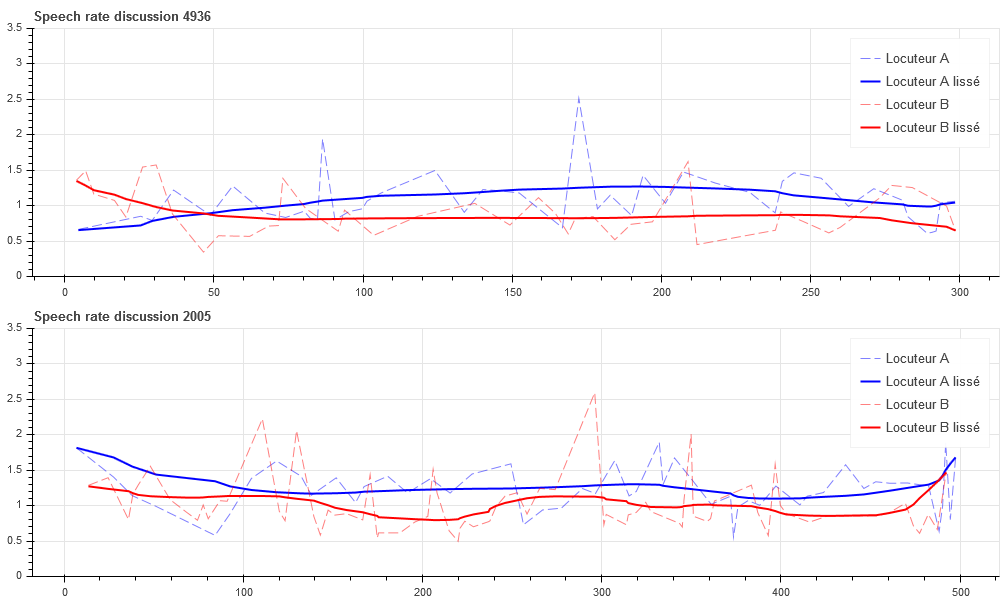 Speech rate discussion 4936
3.5
3
2.5
2
1.5
1
0.5
0
Locuteur A
Locuteur A lissé
Locuteur B
Locuteur B lissé
0 50 100 150 200 250 300
Speech rate discussion 2005
3.5
3
2.5
2
1.5
1
0.5
0
Locuteur A
Locuteur A lissé
Locuteur B
Locuteur B lissé
0 100 200 300 400 500